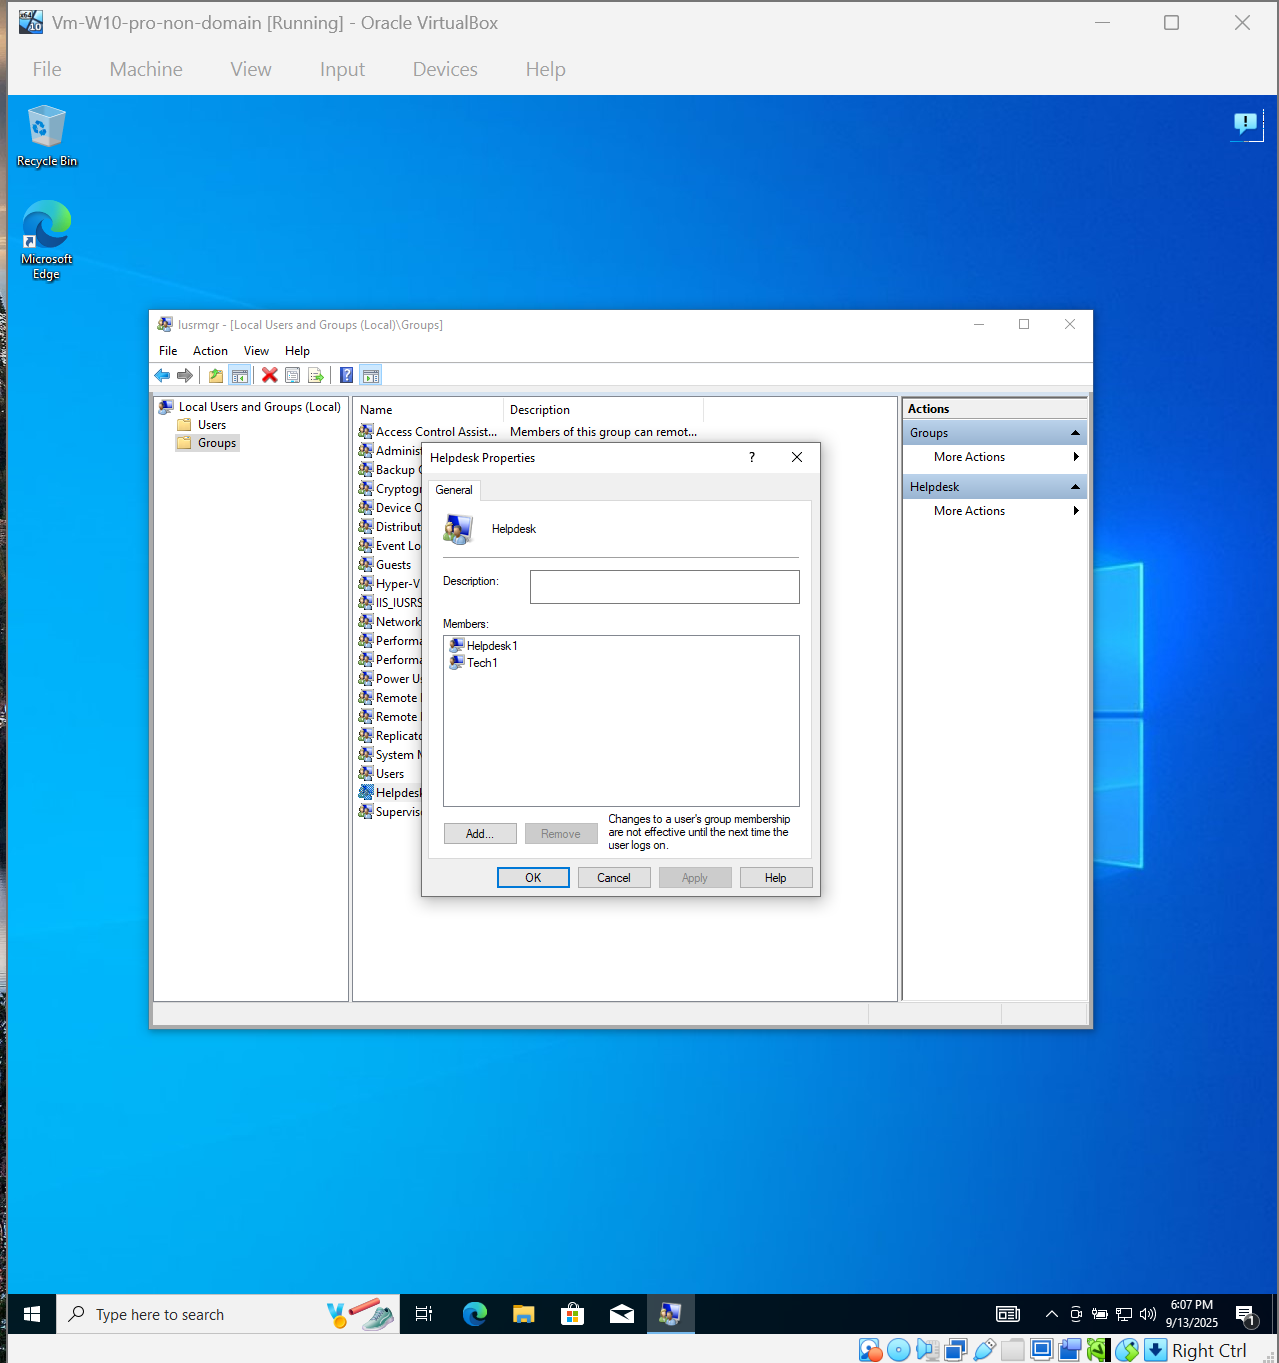 Vm-W10-pro-non-domain [Running] - Oracle VirtualBox
File Machine View Input Devices Help
Recycle Bin
Microsoft
Edge
lusrmgr - [Local Users and Groups (Local)\Groups]
File Action View Help
Local Users and Groups (Local)
Users
Groups
Name Description
Access Control Assist... Members of this group can remot...
Administ
Backup
Cryptogr
Device O
Distribut
Event Lo
Guests
Hyper-V
IIS_IUSRS
Network
Performa
Performa
Power Us
Remote
Remote
Replicato
System M
Users
Helpdesk
Superviso
Helpdesk Properties ?
General
Helpdesk
Description:
Members:
Helpdesk1
Tech1
Add... Remove
Changes to a user's group membership
are not effective until the next time the
user logs on.
OK Cancel Apply Help
Actions
Groups
More Actions
Helpdesk
More Actions
Type here to search
6:07 PM
9/13/2025
1
Right Ctrl